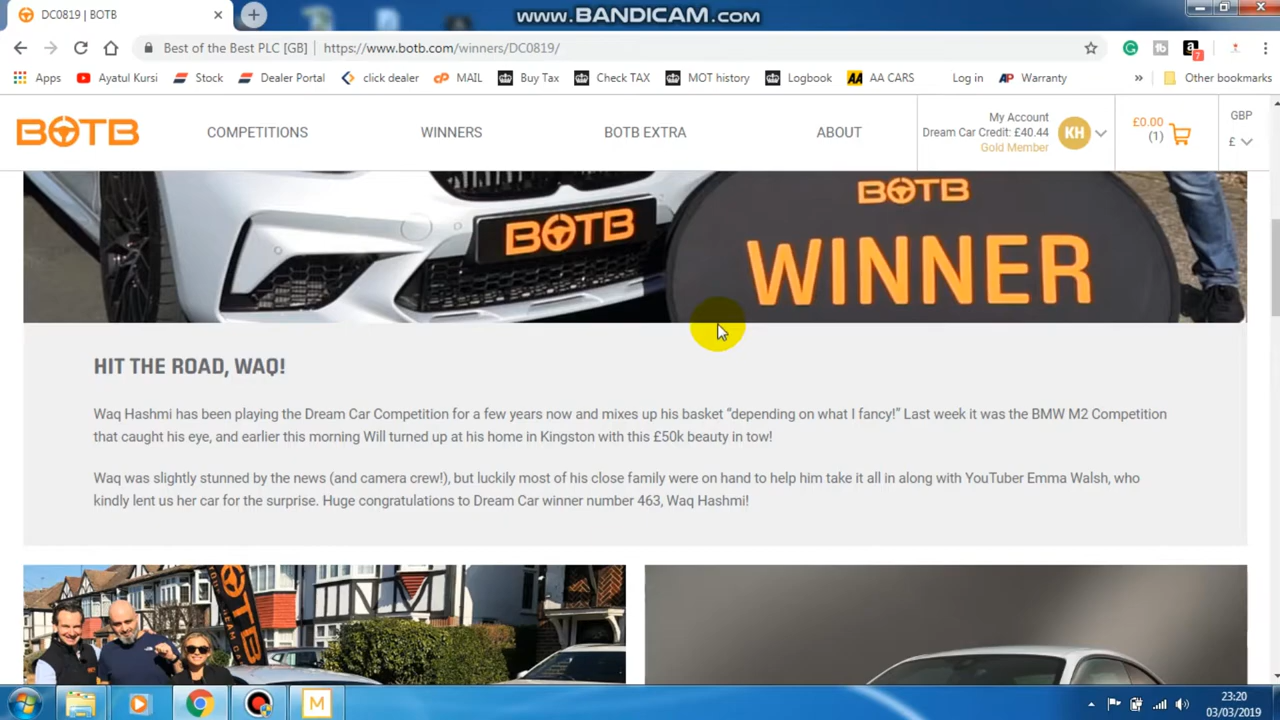 www.BANDICAM.com
DC0819 | BOTB
Best of the Best PLC [GB] | https://www.botb.com/winners/DC0819/
7
Apps Ayatul Kursi Stock Dealer Portal click dealer MAIL Buy Tax Check TAX MOT history Logbook AA CARS Log in Warranty » Other bookmarks
BOTB COMPETITIONS WINNERS BOTB EXTRA ABOUT
My Account
Dream Car Credit: £40.44
Gold Member
KH
£0.00
(1)
GBP
£
BOTB
BOTB
WINNER
HIT THE ROAD, WAQ!
Waq Hashmi has been playing the Dream Car Competition for a few years now and mixes up his basket “depending on what I fancy!” Last week it was the BMW M2 Competition
that caught his eye, and earlier this morning Will turned up at his home in Kingston with this £50k beauty in tow!
Waq was slightly stunned by the news (and camera crew!), but luckily most of his close family were on hand to help him take it all in along with YouTuber Emma Walsh, who
kindly lent us her car for the surprise. Huge congratulations to Dream Car winner number 463, Waq Hashmi!
BOTB
M
23:20
03/03/2019